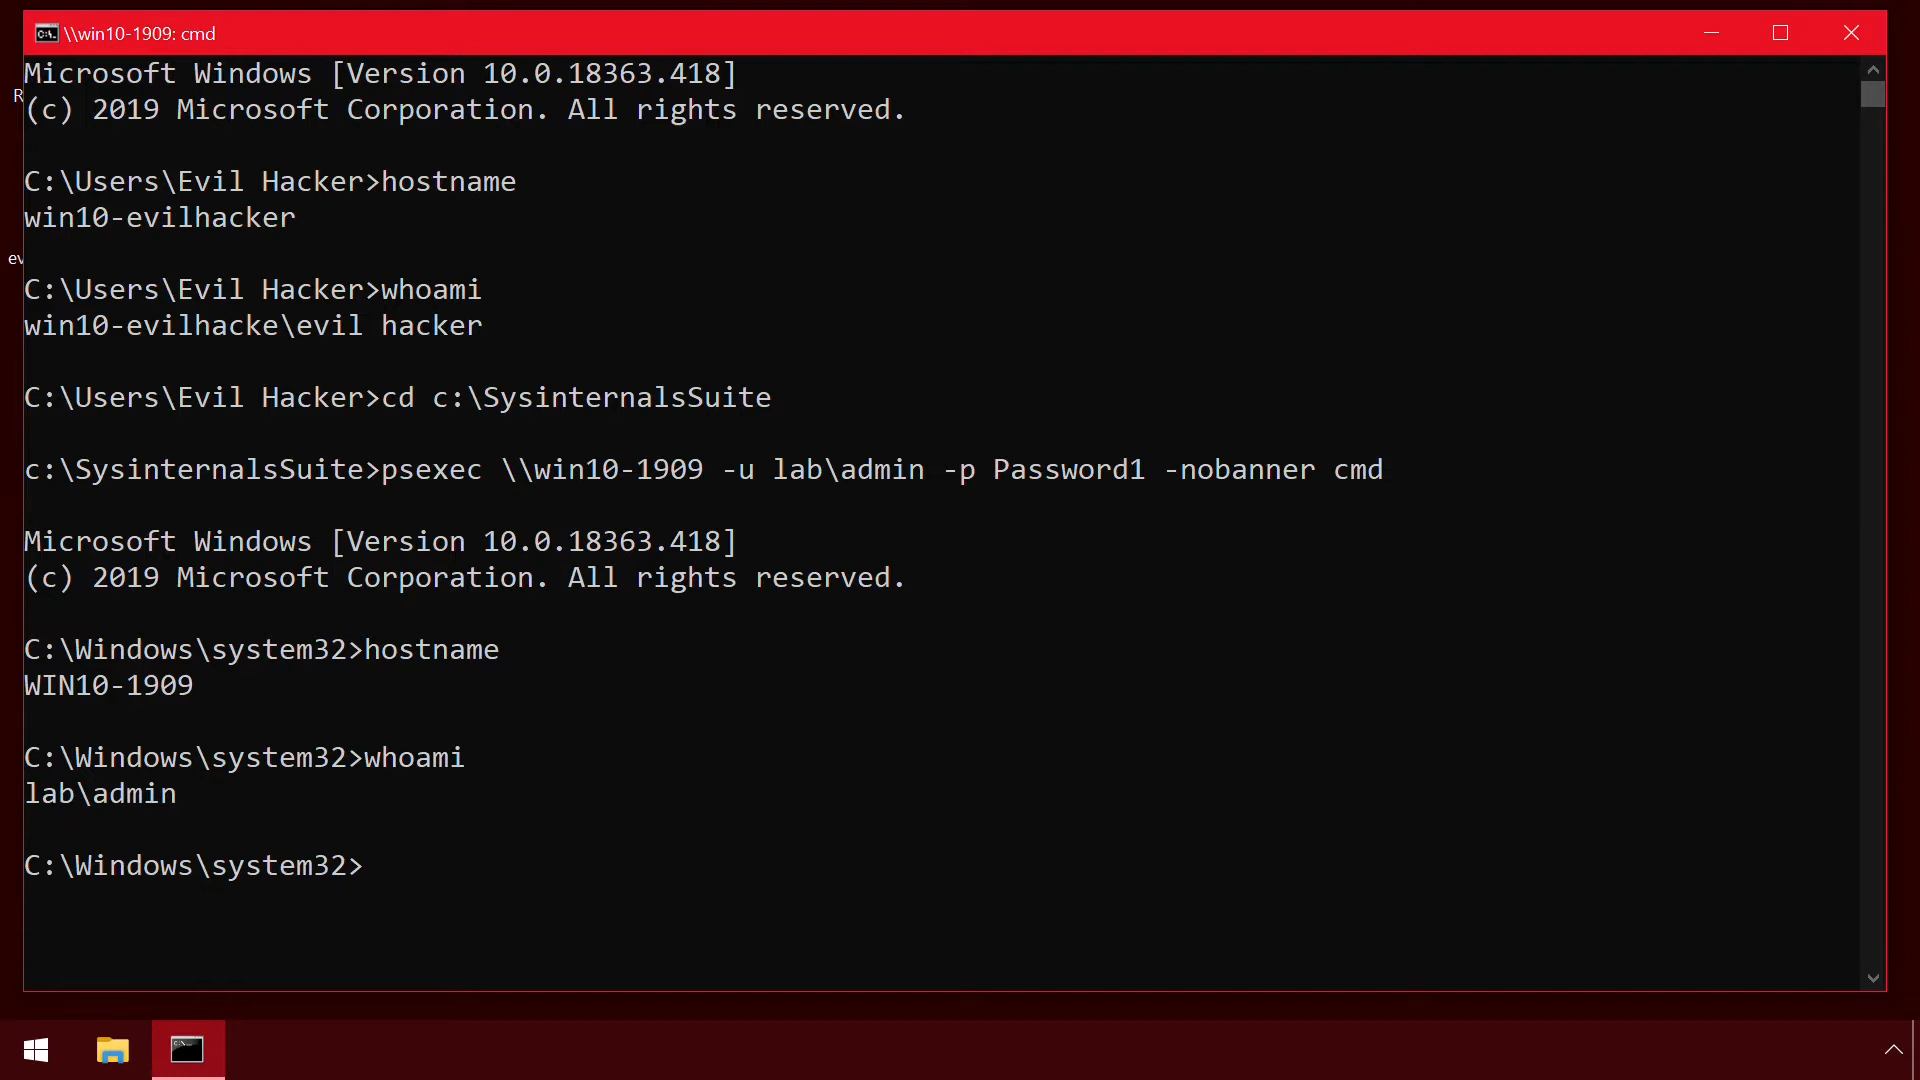 \\win10-1909: cmd
Microsoft Windows [Version 10.0.18363.418]
(c) 2019 Microsoft Corporation. All rights reserved.
C:\Users\Evil Hacker>hostname
win10-evilhacker
C:\Users\Evil Hacker>whoami
win10-evilhacke\evil hacker
C:\Users\Evil Hacker>cd c:\SysinternalsSuite
c:\SysinternalsSuite>psexec \\win10-1909 -u lab\admin -p Password1 -nobanner cmd
Microsoft Windows [Version 10.0.18363.418]
(c) 2019 Microsoft Corporation. All rights reserved.
C:\Windows\system32>hostname
WIN10-1909
C:\Windows\system32>whoami
lab\admin
C:\Windows\system32>